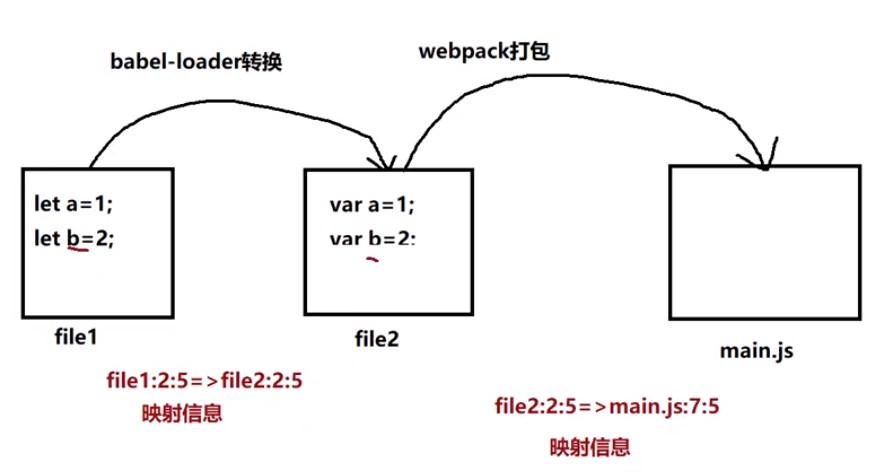 babel-loader转换
webpack打包
let a=1;
let b=2;
var a=1;
var b=2:
file1
file2
main.js
file1:2:5=>file2:2:5
映射信息
file2:2:5=>main.js:7:5
映射信息